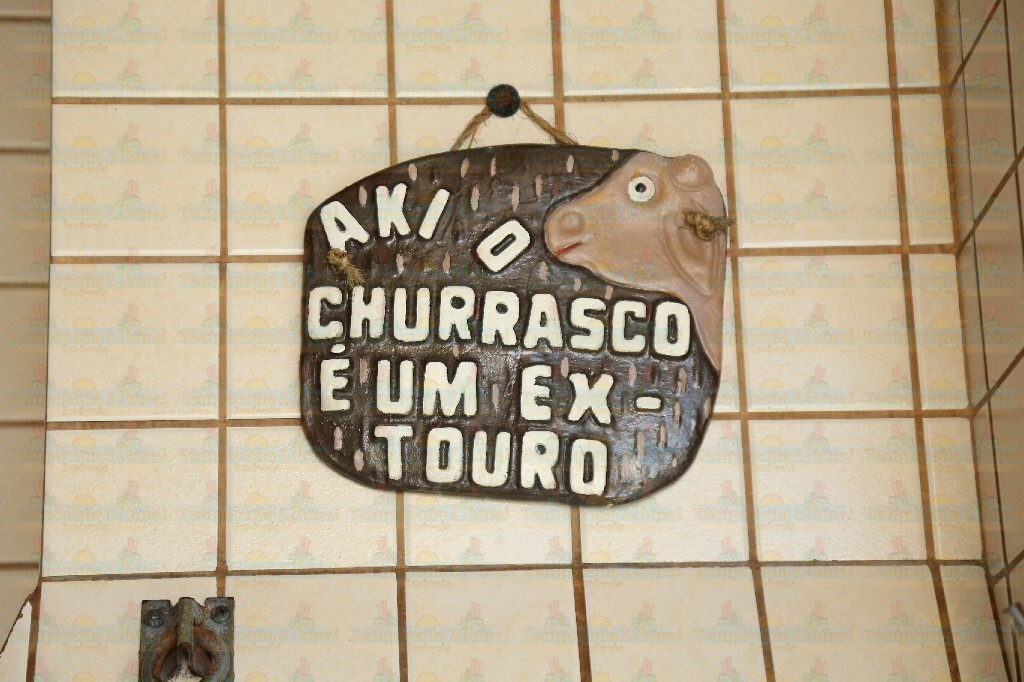 AKI O
CHURRASCO
É UM EX-
TOURO